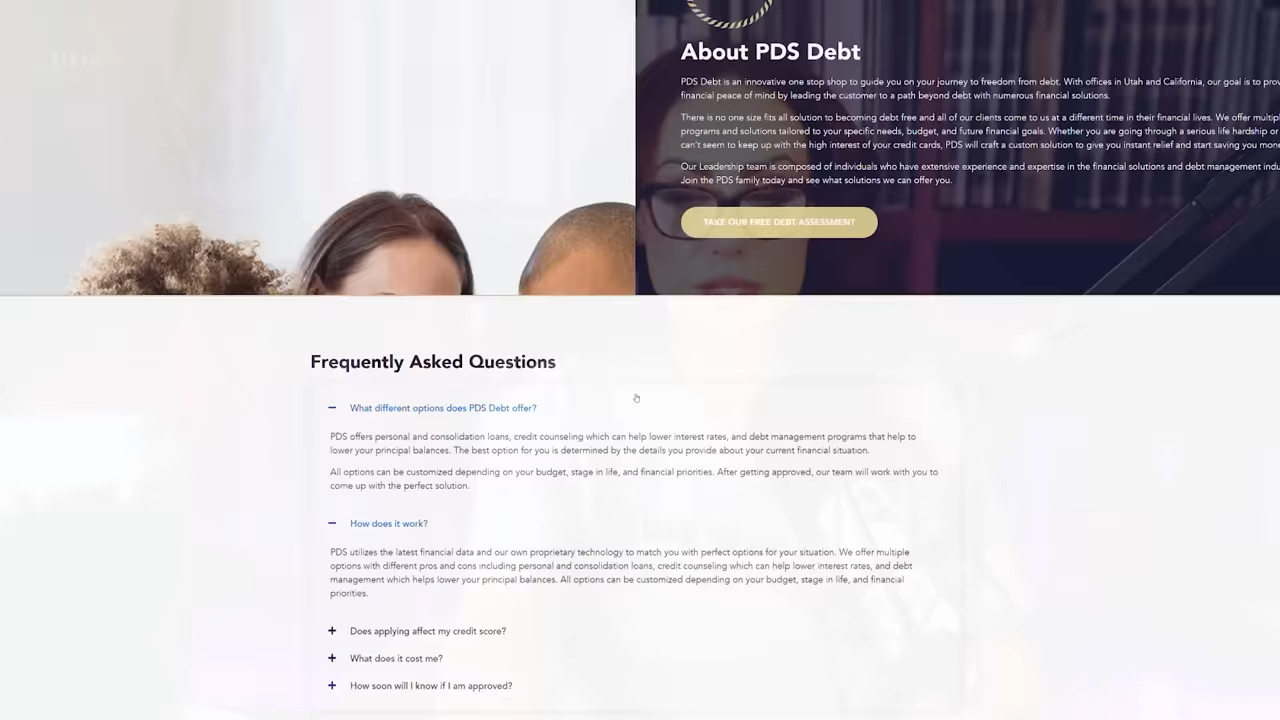 About PDS Debt
PDS Debt is an innovative one stop shop to guide you on your journey to freedom from debt. With offices in Utah and California, our goal is to
financial peace of mind by leading the customer to a path beyond debt with numerous financial solutions.
There is no one size fits all solution to becoming debt free and all of our clients come to us at a different time in their financial lives. We offer
programs and solutions tailored to your specific needs, budget, and future financial goals. Whether you are going through a serious life hardship or
can't seem to keep up with the high interest of your credit cards, PDS will craft a custom solution to give you instant relief and start saving you
Our Leadership team is composed of individuals who have extensive experience and expertise in the financial solutions and debt management
Join the PDS family today and see what solutions we can offer you.
TAKE OUR FREE DEBT ASSESSMENT
Frequently Asked Questions
What different options does PDS Debt offer?
PDS offers personal and consolidation loans, credit counseling which can help lower interest rates, and debt management programs that help to
lower your principal balances. The best option for you is determined by the details you provide about your current financial situation.
All options can be customized depending on your budget, stage in life, and financial priorities. After getting approved, our team will work with you to
come up with the perfect solution.
How does it work?
PDS utilizes the latest financial data and our own proprietary technology to match you with perfect options for your situation. We offer multiple
options with different pros and cons including personal and consolidation loans, credit counseling which can help lower interest rates, and debt
management which helps lower your principal balances. All options can be customized depending on your budget, stage in life, and financial
priorities.
Does applying affect my credit score?
What does it cost me?
How soon will I know if I am approved?